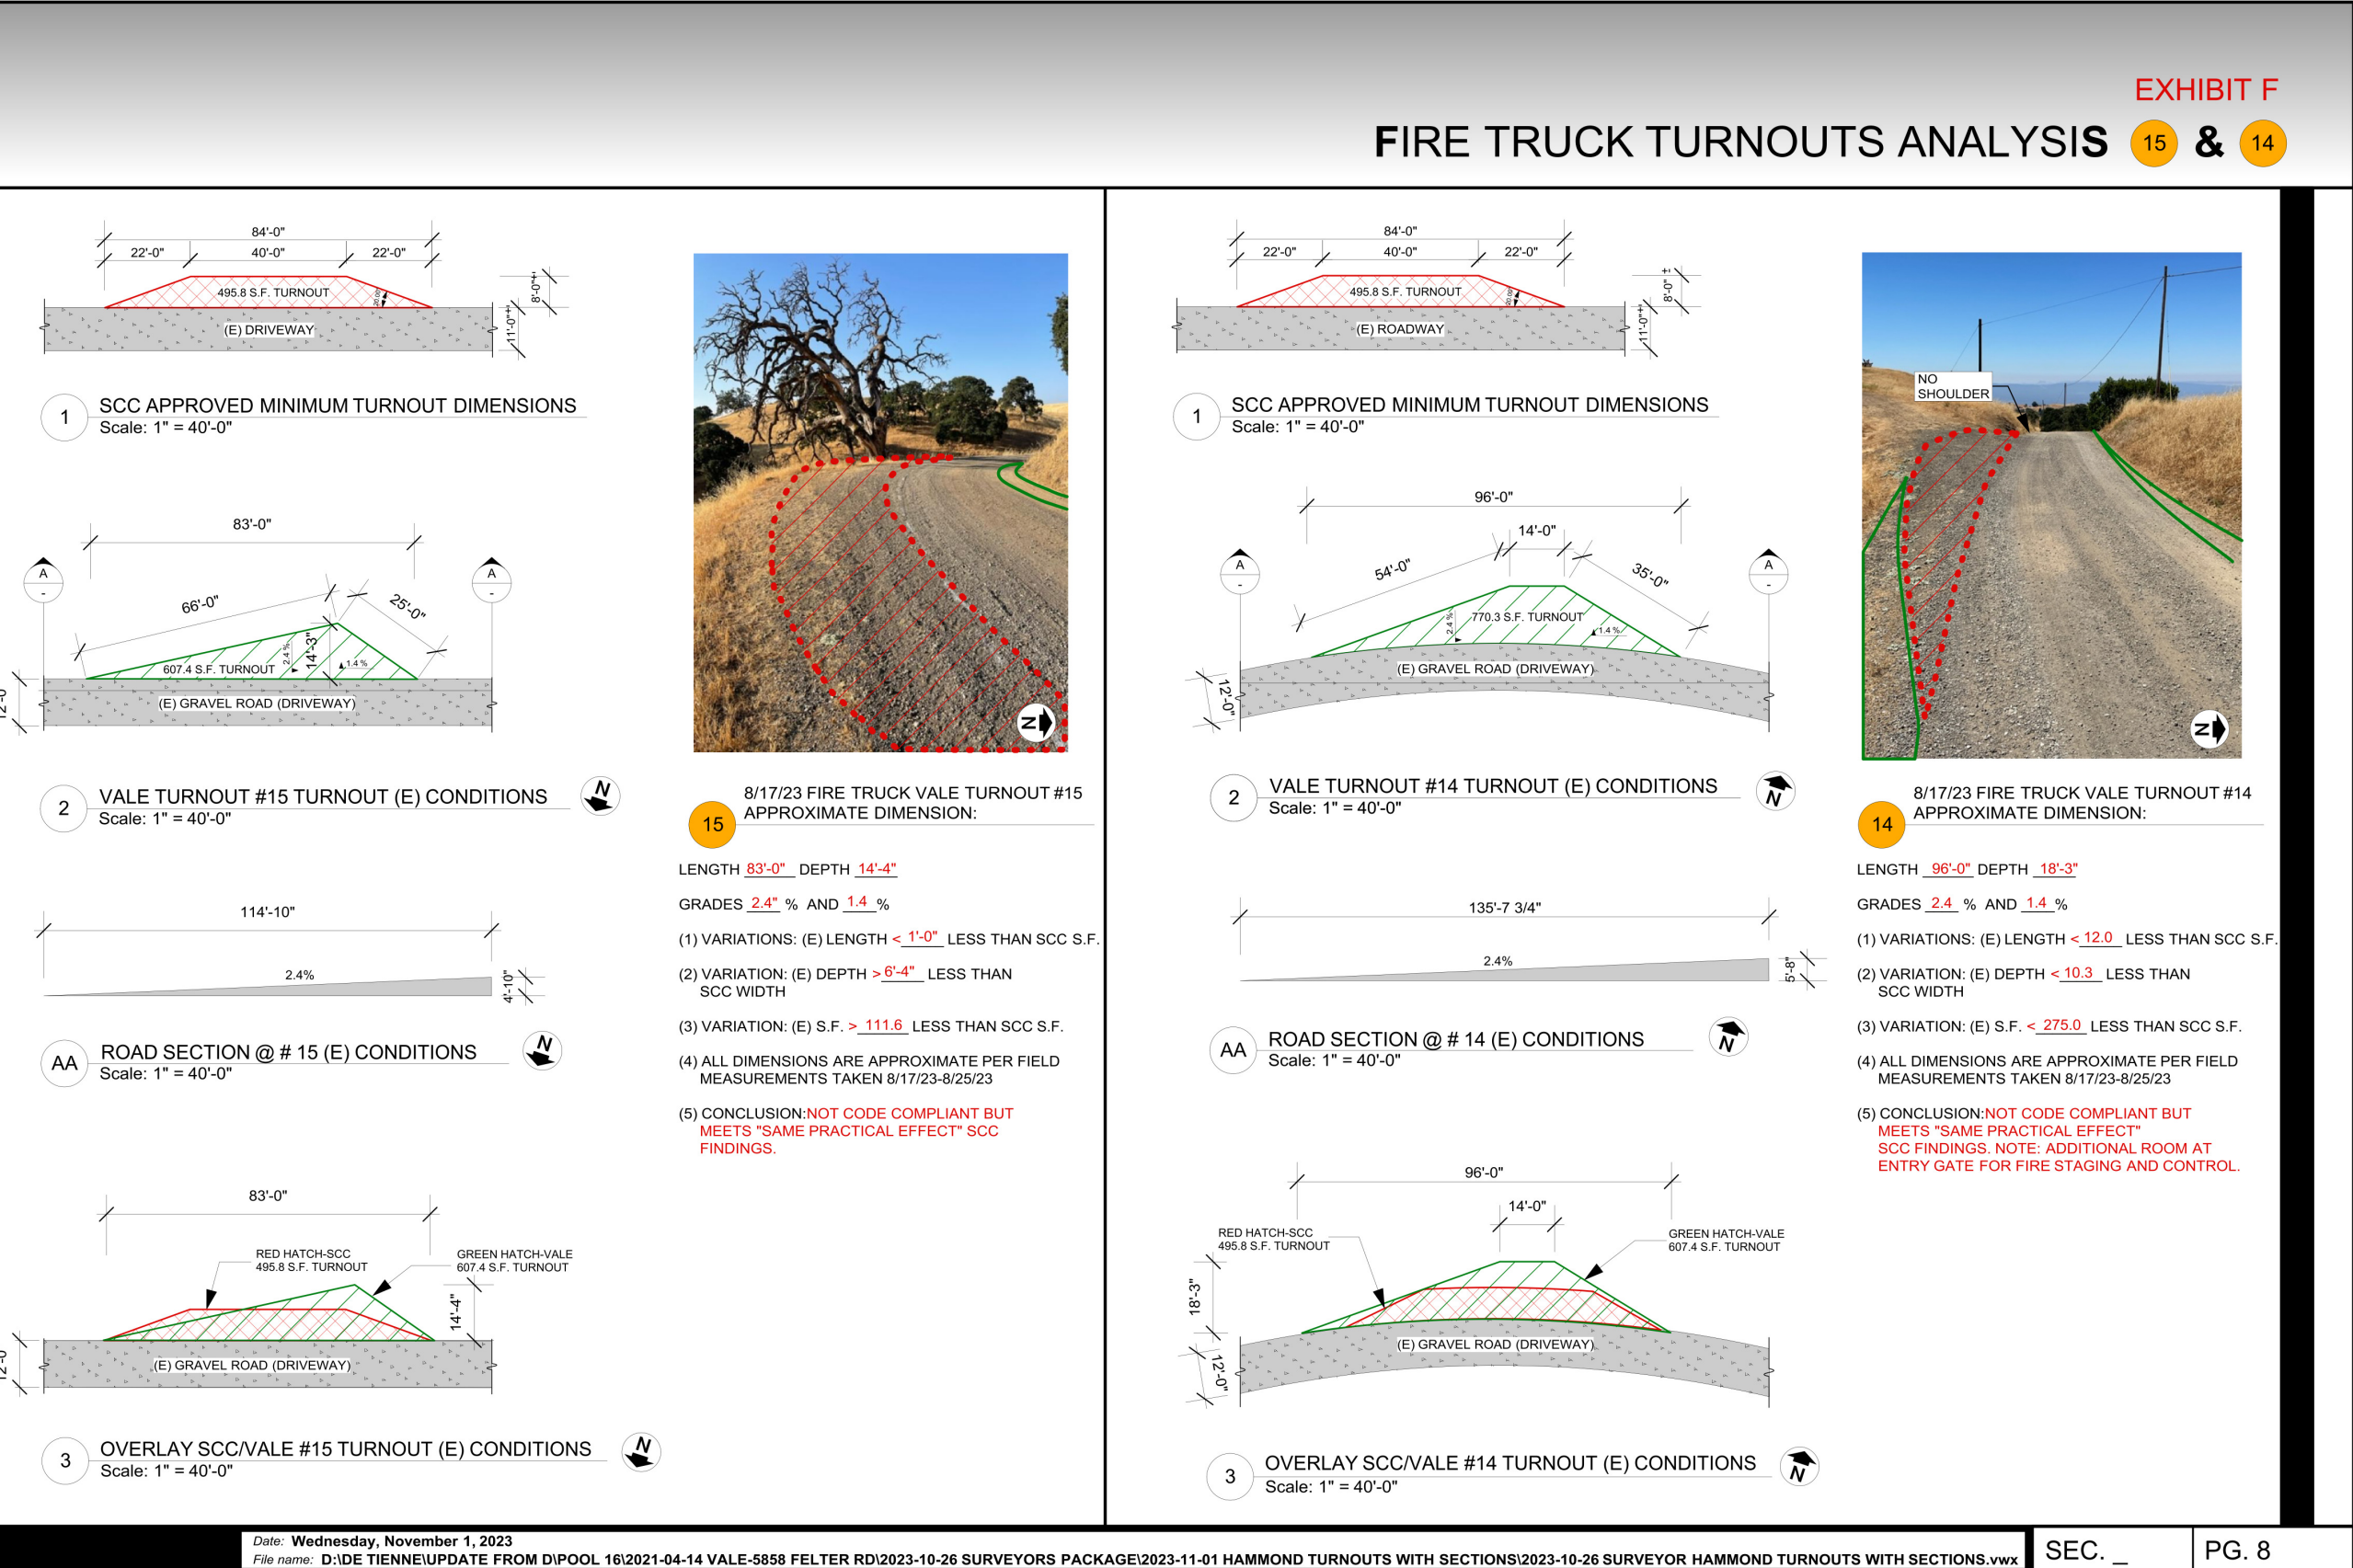 EXHIBIT F
FIRE TRUCK TURNOUTS ANALYSIS 15 & 14
84'-0"
22'-0" 40'-0" 22'-0"
495.8 S.F. TURNOUT
8'-0"±
11'-0"±
(E) DRIVEWAY
1 SCC APPROVED MINIMUM TURNOUT DIMENSIONS
Scale: 1" = 40'-0"
83'-0"
A - A -
66'-0" 25'-0"
14'-3"
2.4 %
1.4 %
607.4 S.F. TURNOUT
(E) GRAVEL ROAD (DRIVEWAY)
12'-0
2 VALE TURNOUT #15 TURNOUT (E) CONDITIONS N
Scale: 1" = 40'-0"
114'-10"
2.4%
4'-10"
AA ROAD SECTION @ # 15 (E) CONDITIONS N
Scale: 1" = 40'-0"
83'-0"
RED HATCH-SCC
495.8 S.F. TURNOUT
GREEN HATCH-VALE
607.4 S.F. TURNOUT
14'-4"
12'-0
(E) GRAVEL ROAD (DRIVEWAY)
3 OVERLAY SCC/VALE #15 TURNOUT (E) CONDITIONS N
Scale: 1" = 40'-0"
N
15 8/17/23 FIRE TRUCK VALE TURNOUT #15
APPROXIMATE DIMENSION:
LENGTH 83'-0" DEPTH 14'-4"
GRADES 2.4" % AND 1.4 %
(1) VARIATIONS: (E) LENGTH < 1'-0" LESS THAN SCC S.F.
(2) VARIATION: (E) DEPTH > 6'-4" LESS THAN
SCC WIDTH
(3) VARIATION: (E) S.F. > 111.6 LESS THAN SCC S.F.
(4) ALL DIMENSIONS ARE APPROXIMATE PER FIELD
MEASUREMENTS TAKEN 8/17/23-8/25/23
(5) CONCLUSION:NOT CODE COMPLIANT BUT
MEETS "SAME PRACTICAL EFFECT" SCC
FINDINGS.
84'-0"
22'-0" 40'-0" 22'-0"
495.8 S.F. TURNOUT
8'-0" ±
11'-0"±
(E) ROADWAY
1 SCC APPROVED MINIMUM TURNOUT DIMENSIONS
Scale: 1" = 40'-0"
96'-0"
14'-0"
A - A -
54'-0" 35'-0"
2.4 %
770.3 S.F. TURNOUT
1.4 %
(E) GRAVEL ROAD (DRIVEWAY)
12'-0"
2 VALE TURNOUT #14 TURNOUT (E) CONDITIONS N
Scale: 1" = 40'-0"
135'-7 3/4"
2.4%
5'-8"
AA ROAD SECTION @ # 14 (E) CONDITIONS N
Scale: 1" = 40'-0"
96'-0"
14'-0"
RED HATCH-SCC
495.8 S.F. TURNOUT
GREEN HATCH-VALE
607.4 S.F. TURNOUT
18'-3"
12'-0"
(E) GRAVEL ROAD (DRIVEWAY)
3 OVERLAY SCC/VALE #14 TURNOUT (E) CONDITIONS N
Scale: 1" = 40'-0"
NO
SHOULDER
N
14 8/17/23 FIRE TRUCK VALE TURNOUT #14
APPROXIMATE DIMENSION:
LENGTH 96'-0" DEPTH 18'-3"
GRADES 2.4 % AND 1.4 %
(1) VARIATIONS: (E) LENGTH < 12.0 LESS THAN SCC S.F.
(2) VARIATION: (E) DEPTH < 10.3 LESS THAN
SCC WIDTH
(3) VARIATION: (E) S.F. < 275.0 LESS THAN SCC S.F.
(4) ALL DIMENSIONS ARE APPROXIMATE PER FIELD
MEASUREMENTS TAKEN 8/17/23-8/25/23
(5) CONCLUSION:NOT CODE COMPLIANT BUT
MEETS "SAME PRACTICAL EFFECT"
SCC FINDINGS. NOTE: ADDITIONAL ROOM AT
ENTRY GATE FOR FIRE STAGING AND CONTROL.
Date: Wednesday, November 1, 2023
File name: D:\DE TIENNE\UPDATE FROM D\POOL 16\2021-04-14 VALE-5858 FELTER RD\2023-10-26 SURVEYORS PACKAGE\2023-11-01 HAMMOND TURNOUTS WITH SECTIONS\2023-10-26 SURVEYOR HAMMOND TURNOUTS WITH SECTIONS.vwx
SEC. _ PG. 8